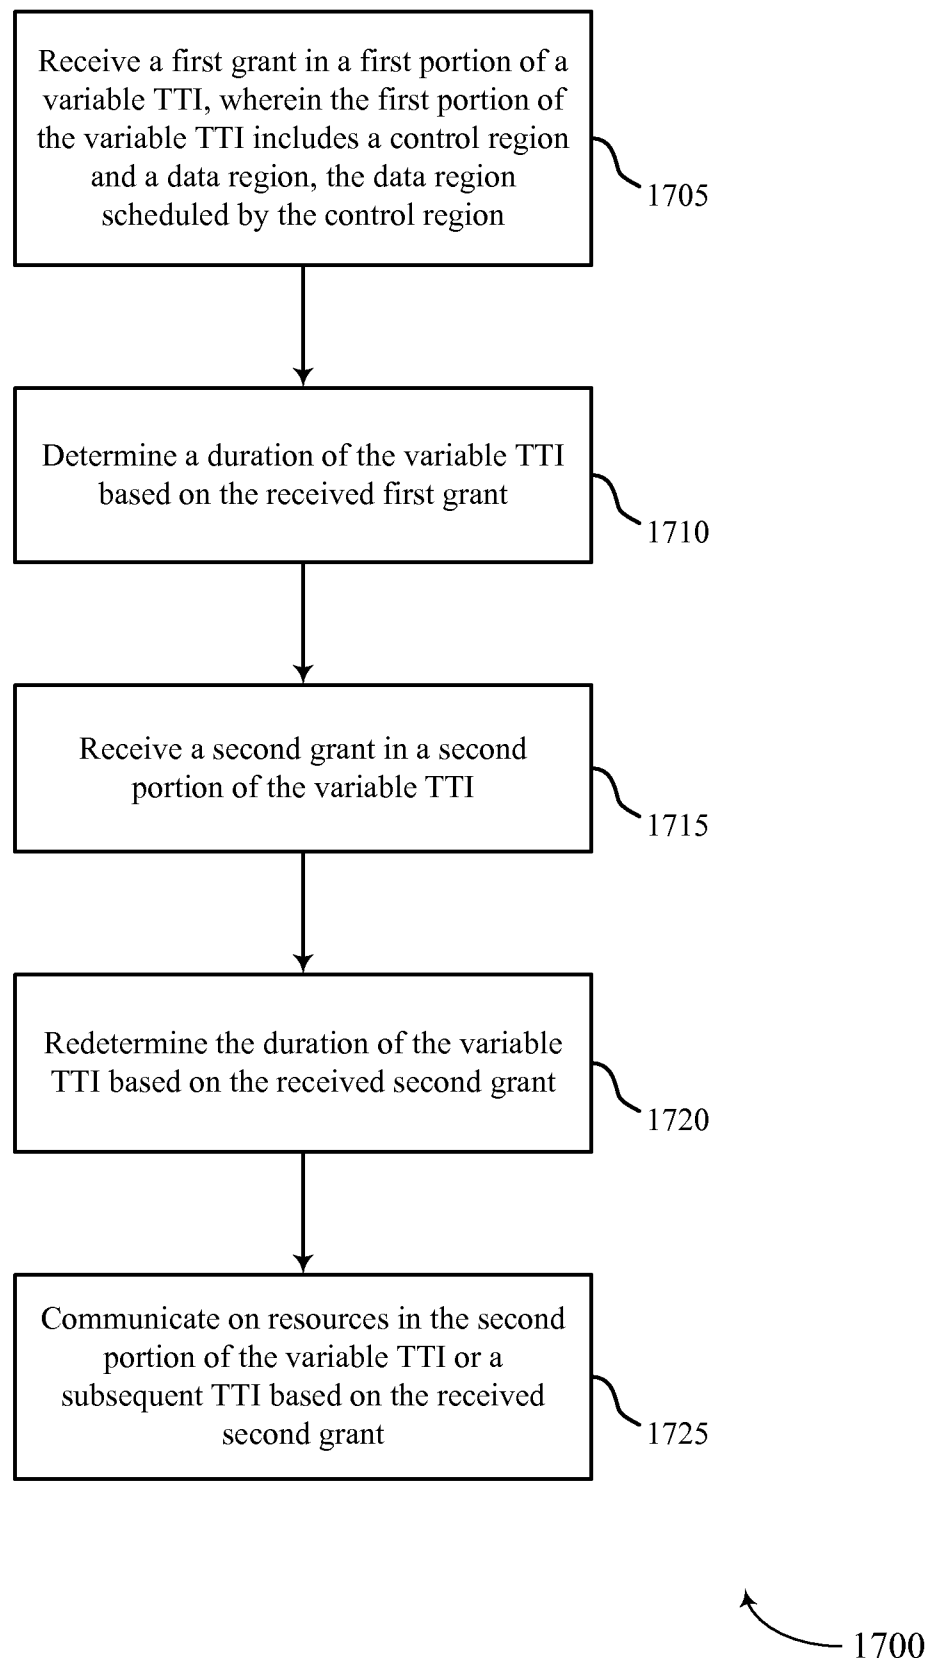 Receive a first grant in a first portion of a
variable TTI, wherein the first portion of
the variable TTI includes a control region
and a data region, the data region
scheduled by the control region
1705
Determine a duration of the variable TTI
based on the received first grant
1710
Receive a second grant in a second
portion of the variable TTI
1715
Redetermine the duration of the variable
TTI based on the received second grant
1720
Communicate on resources in the second
portion of the variable TTI or a
subsequent TTI based on the received
second grant
1725
1700